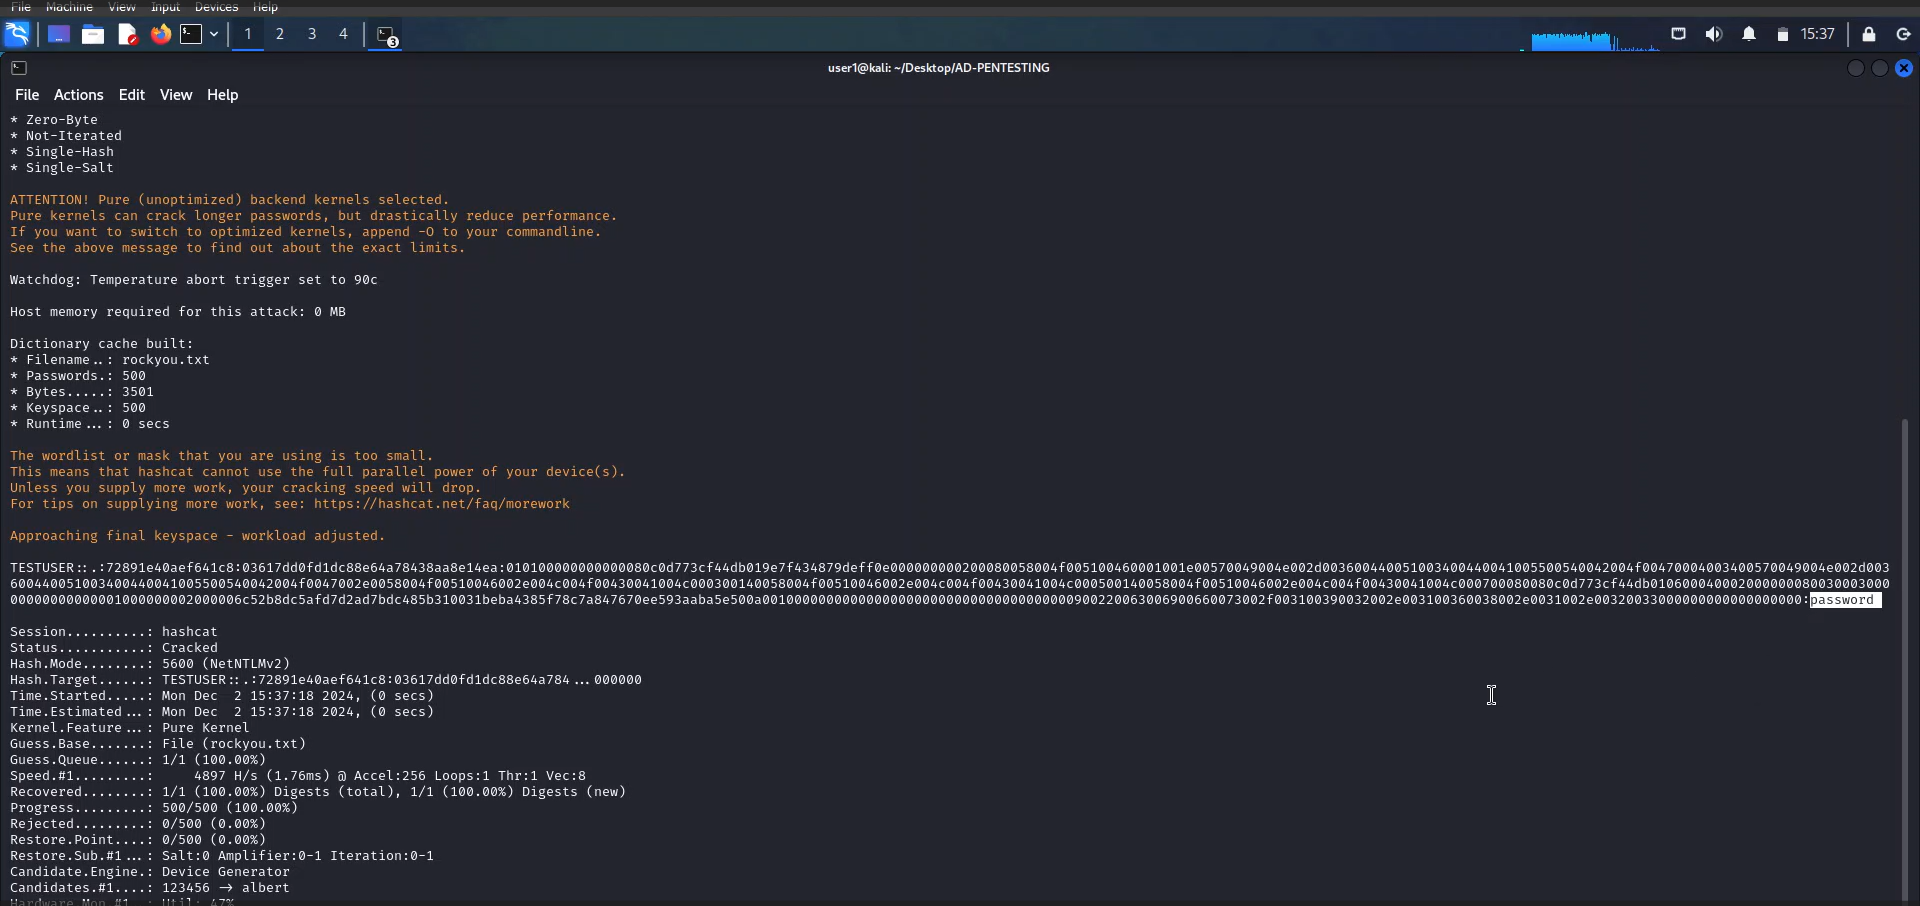 File Machine View Input Devices Help
1 2 3 4 3 15:37
user1@kali: ~/Desktop/AD-PENTESTING
File Actions Edit View Help
* Zero-Byte
* Not-Iterated
* Single-Hash
* Single-Salt
ATTENTION! Pure (unoptimized) backend kernels selected.
Pure kernels can crack longer passwords, but drastically reduce performance.
If you want to switch to optimized kernels, append -O to your commandline.
See the above message to find out about the exact limits.
Watchdog: Temperature abort trigger set to 90c
Host memory required for this attack: 0 MB
Dictionary cache built:
* Filename..: rockyou.txt
* Passwords.: 500
* Bytes.....: 3501
* Keyspace..: 500
* Runtime...: 0 secs
The wordlist or mask that you are using is too small.
This means that hashcat cannot use the full parallel power of your device(s).
Unless you supply more work, your cracking speed will drop.
For tips on supplying more work, see: https://hashcat.net/faq/morework
Approaching final keyspace - workload adjusted.
TESTUSER::.:72891e40aef641c8:03617dd0fd1dc88e64a78438aa8e14ea:
:password
Session..........: hashcat
Status...........: Cracked
Hash.Mode........: 5600 (NetNTLMv2)
Hash.Target......: TESTUSER::.:72891e40aef641c8:03617dd0fd1dc88e64a784...000000
Time.Started.....: Mon Dec  2 15:37:18 2024, (0 secs)
Time.Estimated...: Mon Dec  2 15:37:18 2024, (0 secs)
Kernel.Feature...: Pure Kernel
Guess.Base.......: File (rockyou.txt)
Guess.Queue......: 1/1 (100.00%)
Speed.#1.........:     4897 H/s (1.76ms) @ Accel:256 Loops:1 Thr:1 Vec:8
Recovered........: 1/1 (100.00%) Digests (total), 1/1 (100.00%) Digests (new)
Progress.........: 500/500 (100.00%)
Rejected.........: 0/500 (0.00%)
Restore.Point....: 0/500 (0.00%)
Restore.Sub.#1...: Salt:0 Amplifier:0-1 Iteration:0-1
Candidate.Engine.: Device Generator
Candidates.#1....: 123456 -> albert
Hardware.Mon.#1..: Util: 47%